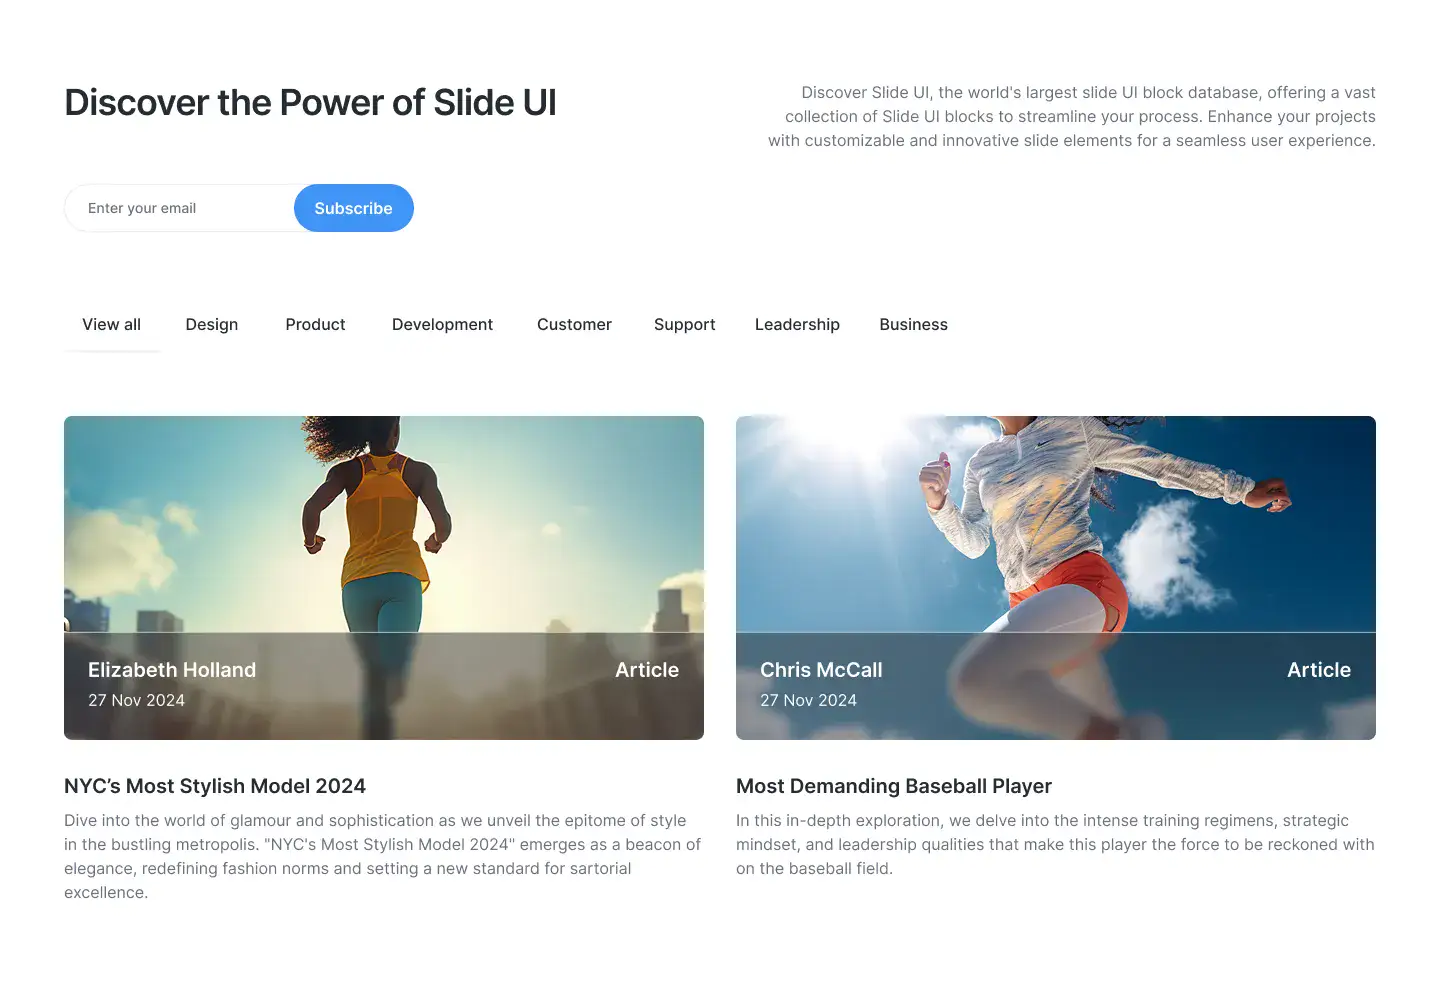 Discover the Power of Slide UI
Discover Slide UI, the world's largest slide UI block database, offering a vast
collection of Slide UI blocks to streamline your process. Enhance your projects
with customizable and innovative slide elements for a seamless user experience.
Enter your email
Subscribe
View all Design Product Development Customer Support Leadership Business
Elizabeth Holland
Article
27 Nov 2024
NYC’s Most Stylish Model 2024
Dive into the world of glamour and sophistication as we unveil the epitome of style
in the bustling metropolis. "NYC's Most Stylish Model 2024" emerges as a beacon of
elegance, redefining fashion norms and setting a new standard for sartorial
excellence.
Chris McCall
Article
27 Nov 2024
Most Demanding Baseball Player
In this in-depth exploration, we delve into the intense training regimens, strategic
mindset, and leadership qualities that make this player the force to be reckoned with
on the baseball field.